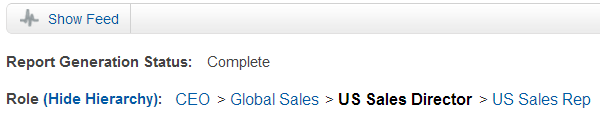 Show Feed
Report Generation Status: Complete
Role (Hide Hierarchy): CEO > Global Sales > US Sales Director > US Sales Rep